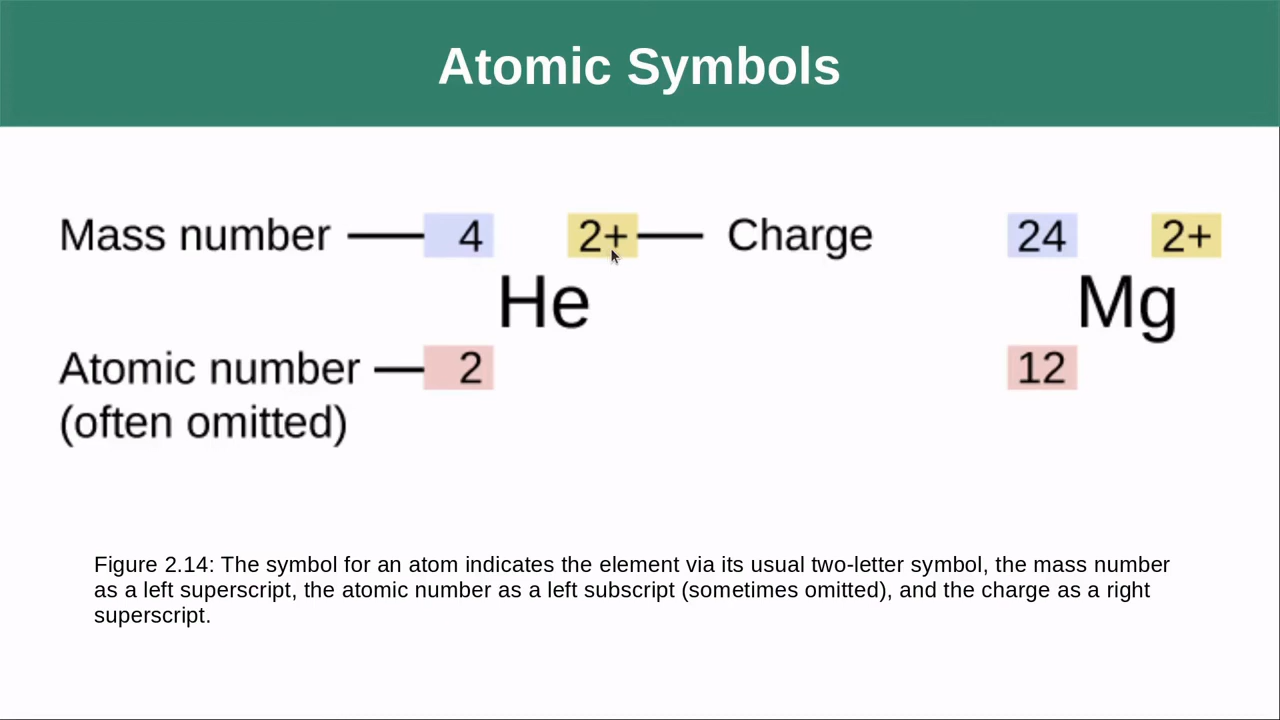 Atomic Symbols
Mass number 4 2+ Charge 24 2+
He Mg
Atomic number 2 12
(often omitted)
Figure 2.14: The symbol for an atom indicates the element via its usual two-letter symbol, the mass number
as a left superscript, the atomic number as a left subscript (sometimes omitted), and the charge as a right
superscript.